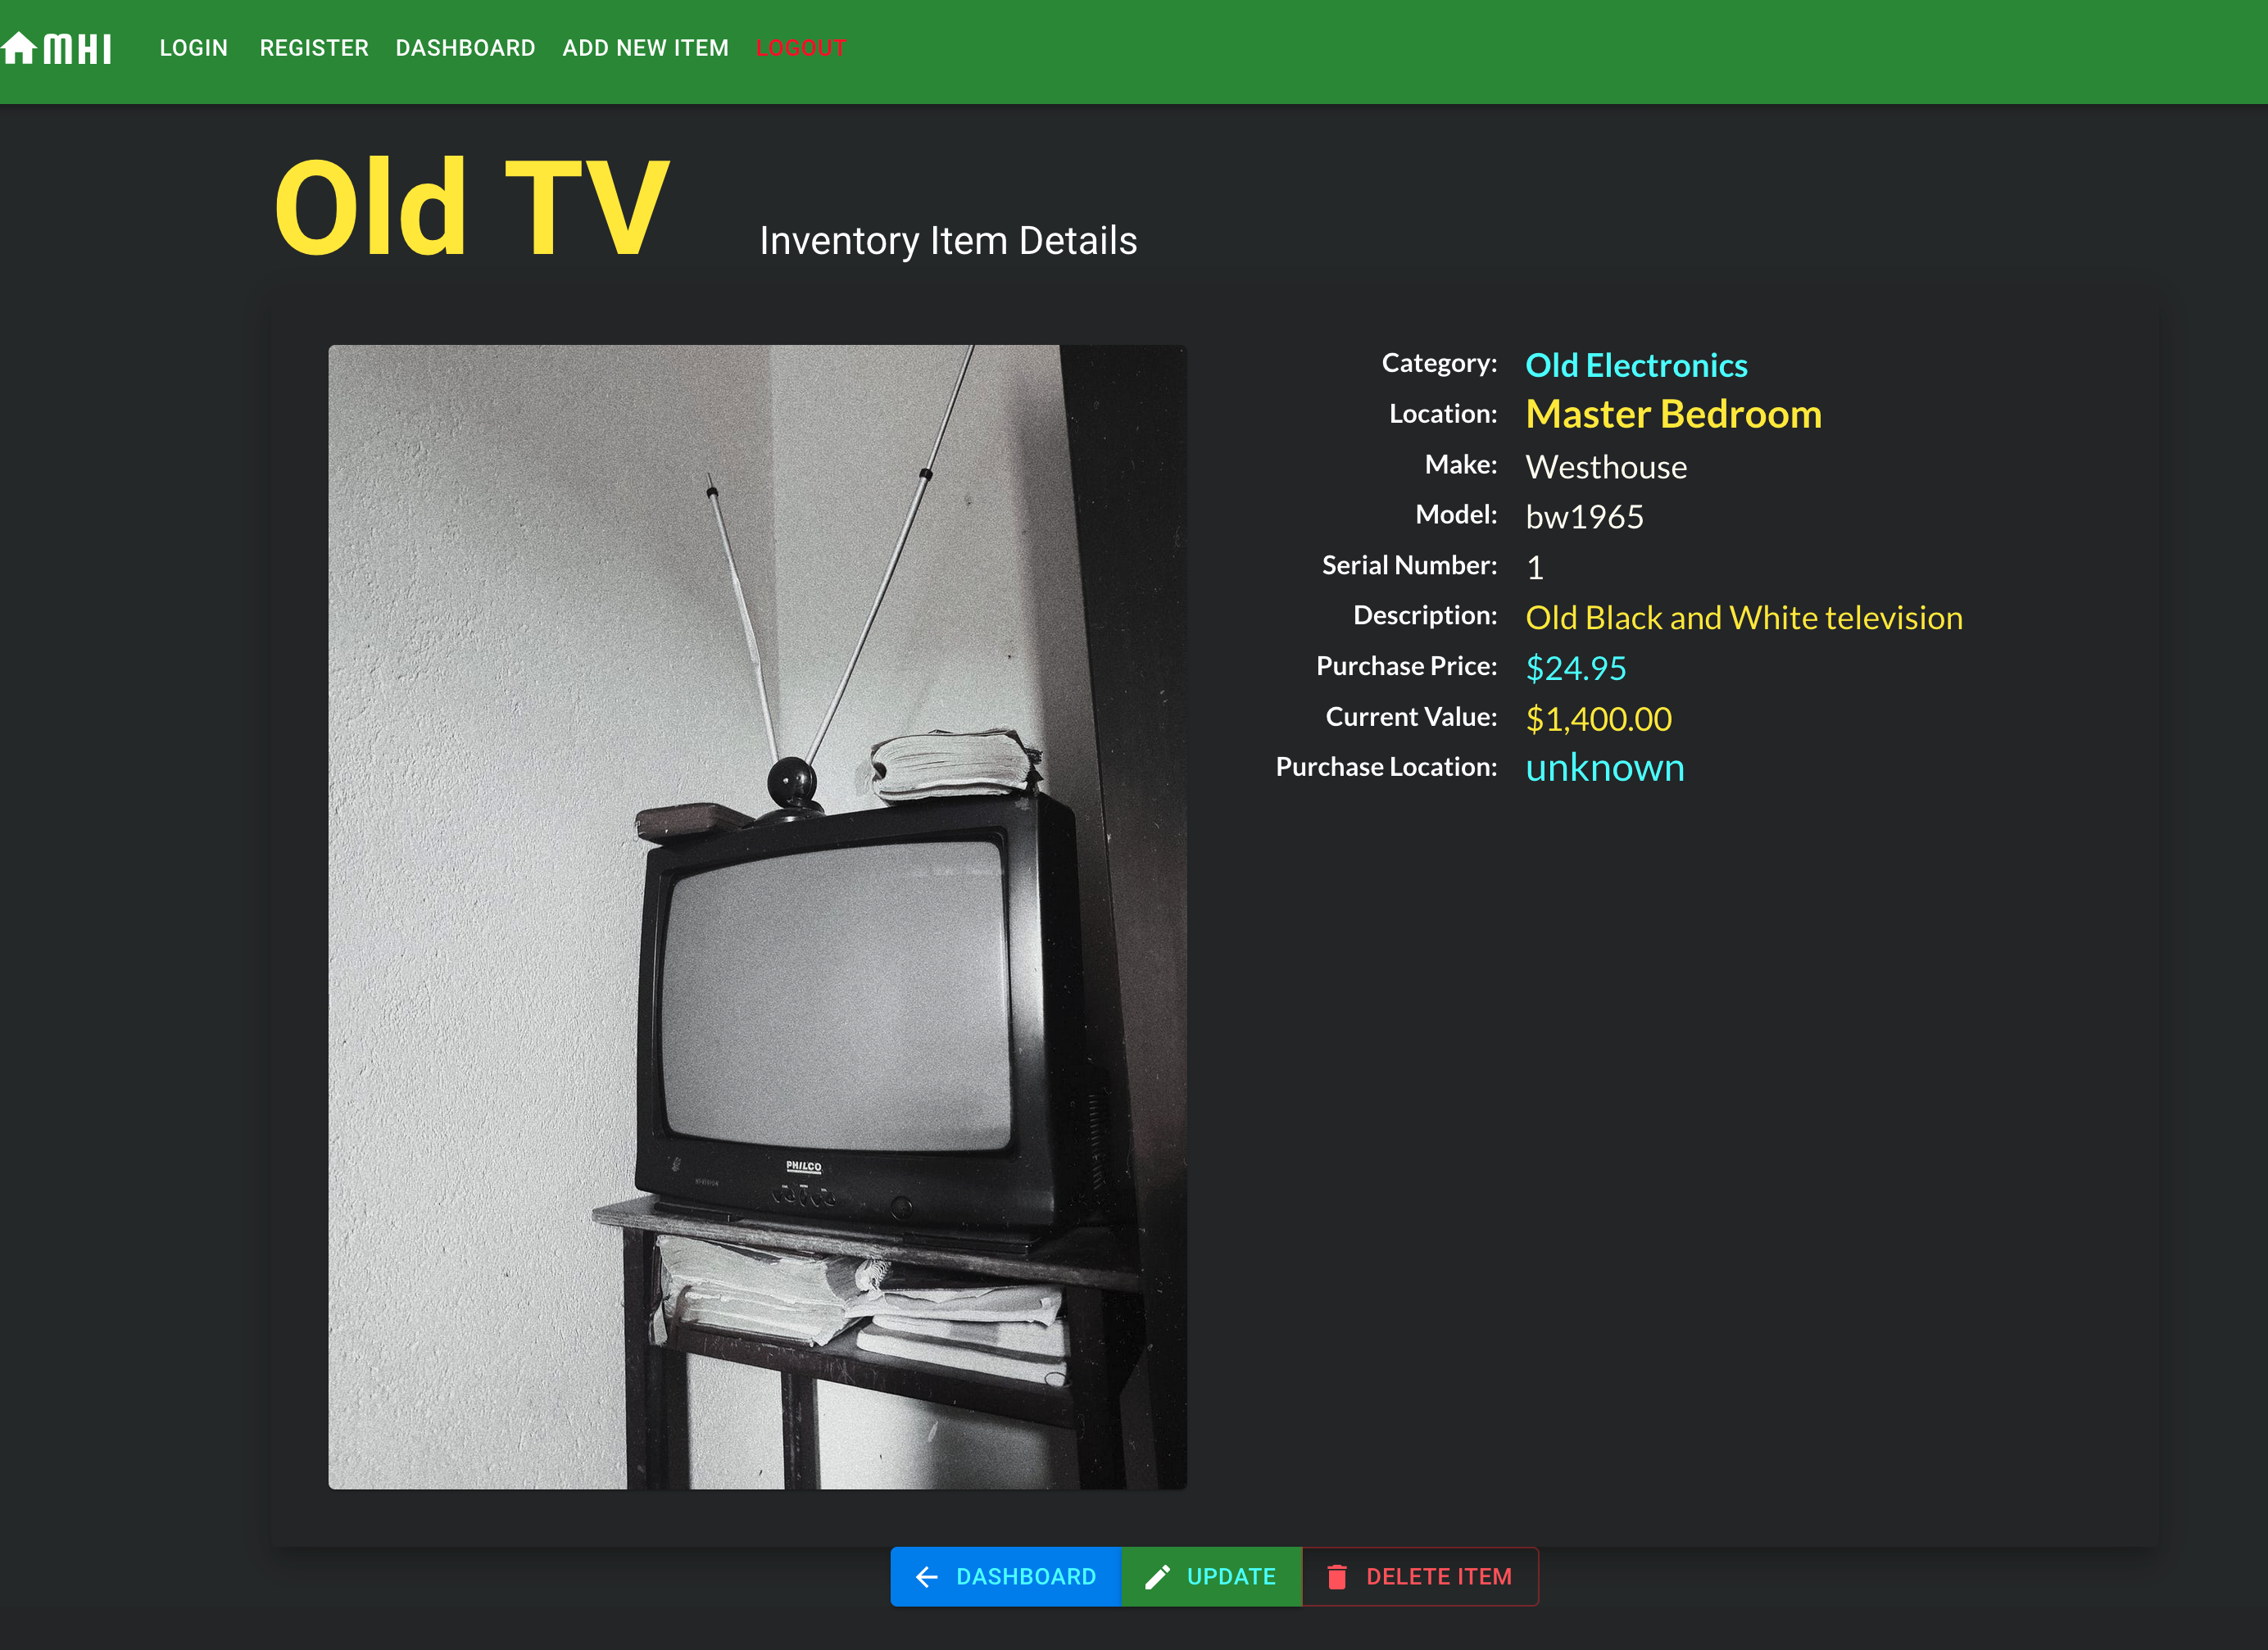 MHI LOGIN REGISTER DASHBOARD ADD NEW ITEM LOGOUT
Old TV Inventory Item Details
Category: Old Electronics
Location: Master Bedroom
Make: Westhouse
Model: bw1965
Serial Number: 1
Description: Old Black and White television
Purchase Price: $24.95
Current Value: $1,400.00
Purchase Location: unknown
PHILCO
DASHBOARD UPDATE DELETE ITEM